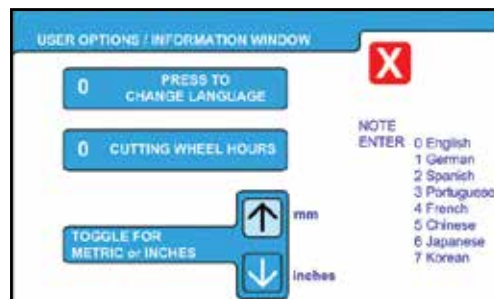 USER OPTIONS / INFORMATION WINDOW
X
0 PRESS TO
CHANGE LANGUAGE
0 CUTTING WHEEL HOURS
TOGGLE FOR
METRIC or INCHES
mm
inches
NOTE
ENTER 0 English
1 German
2 Spanish
3 Portuguese
4 French
5 Chinese
6 Japanese
7 Korean